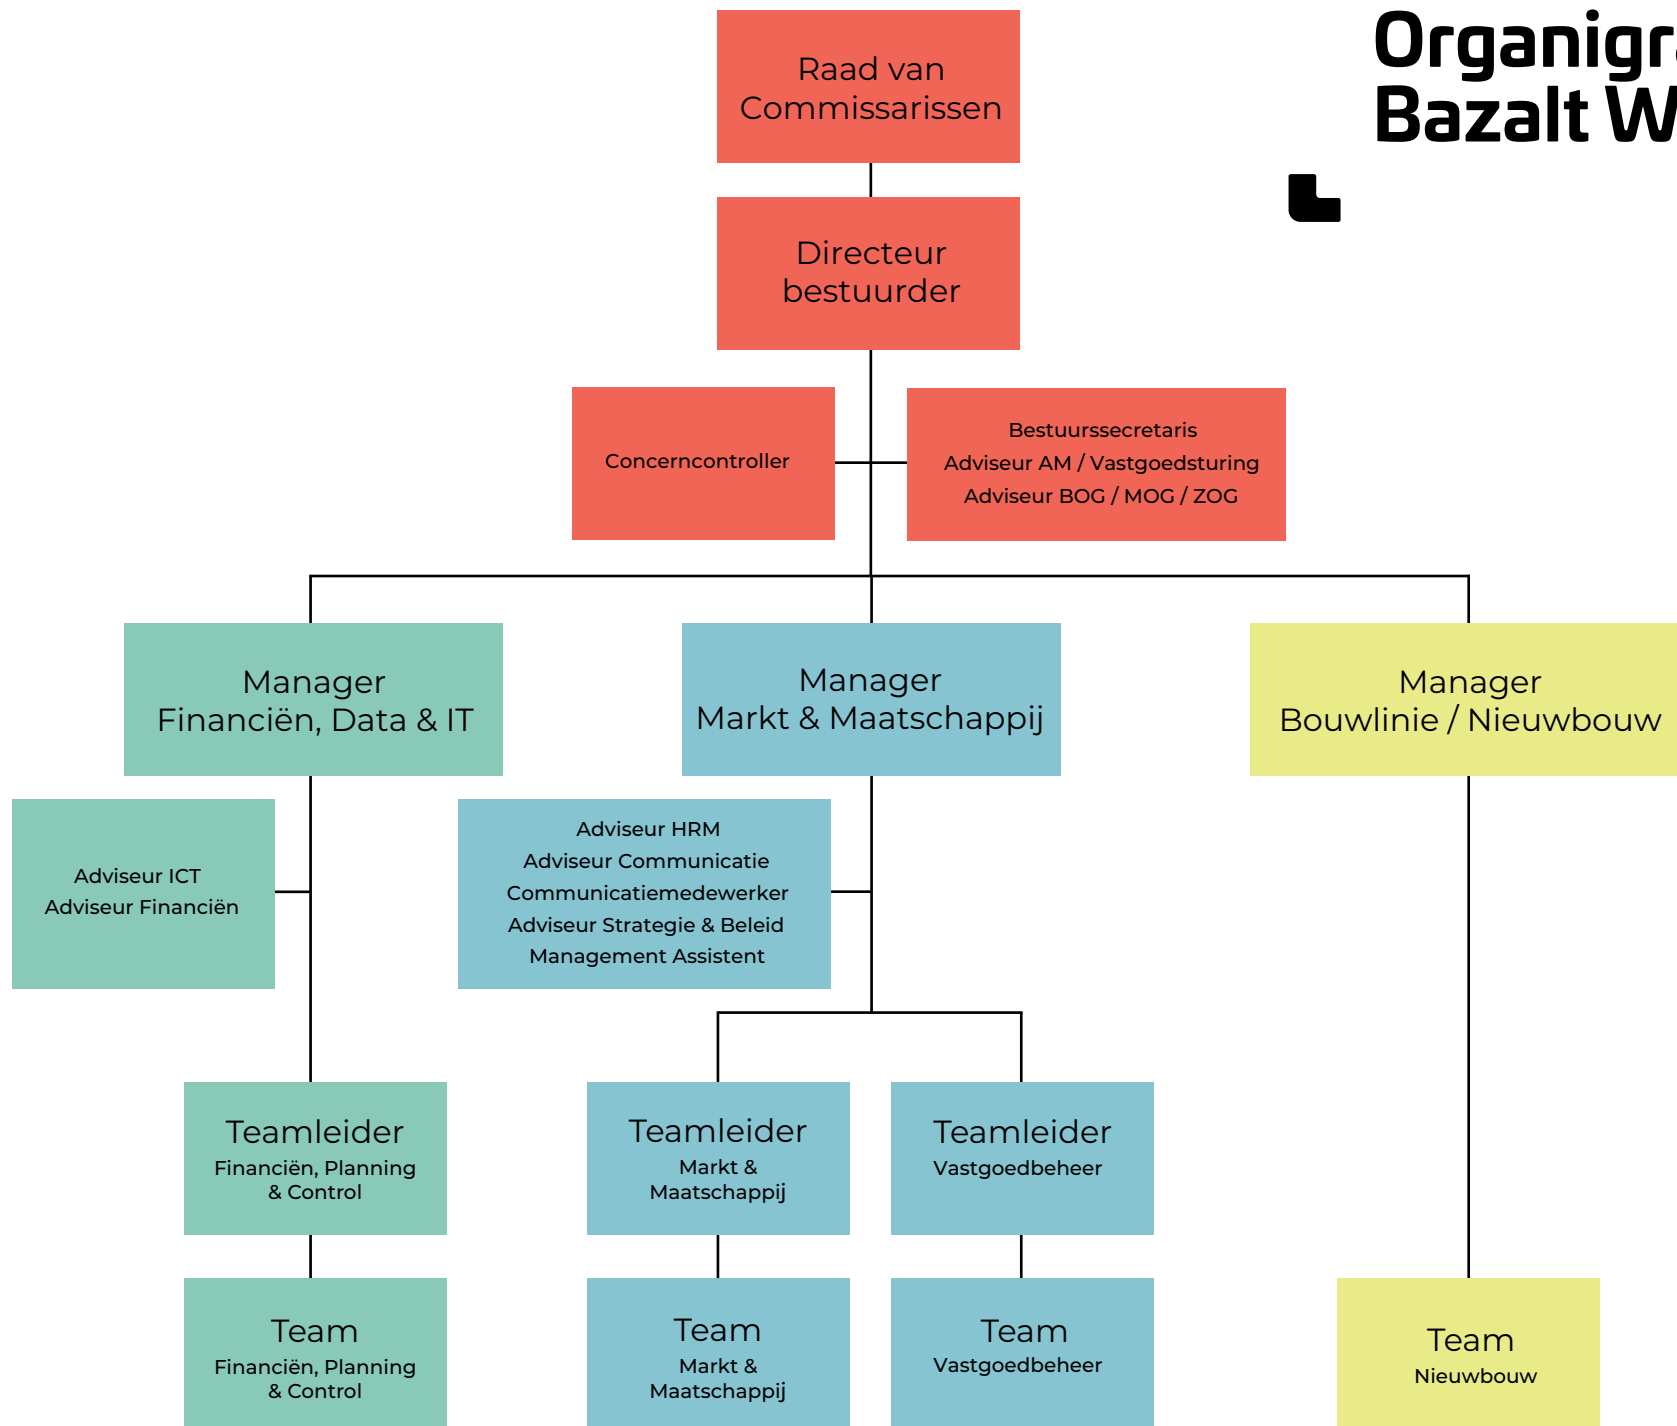 Raad van
Commissarissen
Bazalt
Directeur
bestuurder
Concerncontroller
Bestuurssecretaris
Adviseur AM / Vastgoedsturing
Adviseur BOG / MOG / ZOG
Manager
Financiën, Data & IT
Manager
Markt & Maatschappij
Manager
Bouwlinie / Nieuwbouw
Adviseur ICT
Adviseur Financiën
Adviseur HRM
Adviseur Communicatie
Communicatiemedewerker
Adviseur Strategie & Beleid
Management Assistent
Teamleider
Financiën, Planning
& Control
Teamleider
Markt &
Maatschappij
Teamleider
Vastgoedbeheer
Team
Financiën, Planning
& Control
Team
Markt &
Maatschappij
Team
Vastgoedbeheer
Team
Nieuwbouw